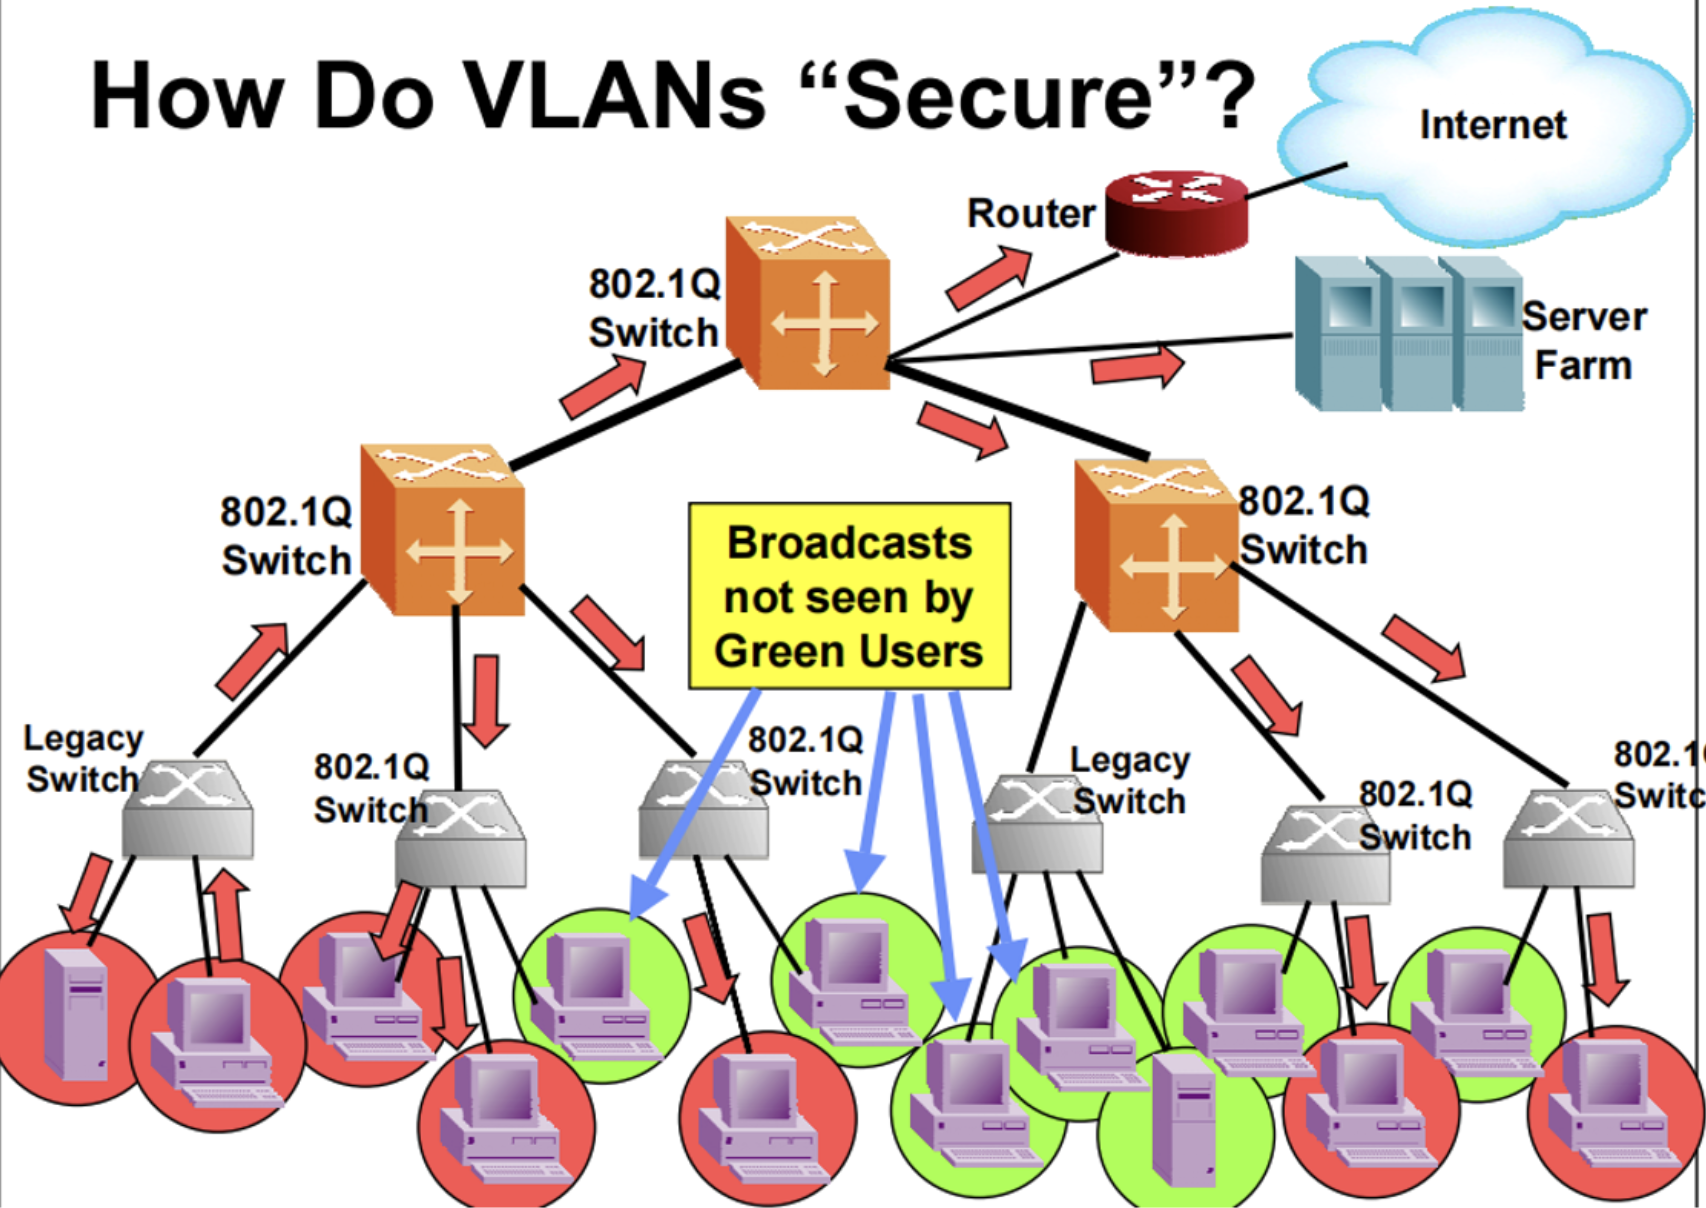 How Do VLANs “Secure”?
Internet
Router
802.1Q
Switch
Server
Farm
802.1Q
Switch
802.1Q
Switch
Broadcasts
not seen by
Green Users
Legacy
Switch
802.1Q
Switch
802.1Q
Switch
Legacy
Switch
802.1Q
Switch
802.1
Switc